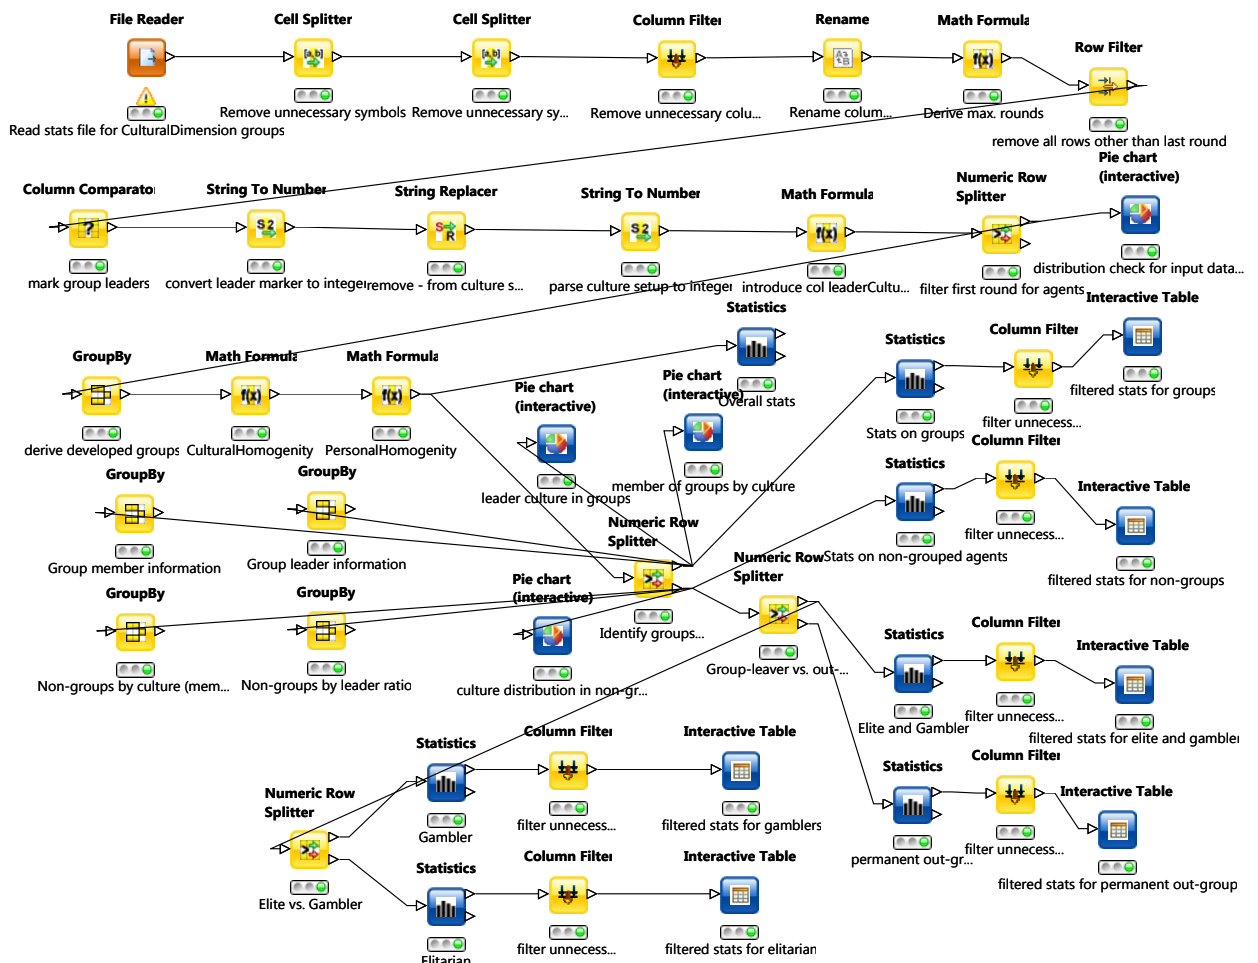 File Reader
Cell Splitter
Cell Splitter
Column Filter
Rename
Math Formula
Row Filter
Read stats file for CulturalDimension groups
Remove unnecessary symbols
Remove unnecessary sy...
Remove unnecessary colu...
Rename colum...
Derive max. rounds
remove all rows other than last round
Column Comparato
String To Number
String Replacer
String To Number
Math Formula
Numeric Row
Splitter
Pie chart
(interactive)
mark group leaders
convert leader marker to integer
remove - from culture s...
parse culture setup to integer
introduce col leaderCultu...
filter first round for agents
distribution check for input data...
GroupBy
Math Formula
Math Formula
Statistics
derive developed groups
CulturalHomogenity
PersonalHomogenity
Overall stats
Pie chart
(interactive)
leader culture in groups
Pie chart
(interactive)
member of groups by culture
Statistics
Column Filter
Interactive Table
Stats on groups
filter unnecess...
filtered stats for groups
GroupBy
GroupBy
Group member information
Group leader information
Numeric Row
Splitter
Identify groups...
Statistics
Column Filter
Interactive Table
Stats on non-grouped agents
filter unnecess...
filtered stats for non-groups
GroupBy
GroupBy
Pie chart
(interactive)
Non-groups by culture (mem...
Non-groups by leader ratio
culture distribution in non-gr...
Numeric Row
Splitter
Group-leaver vs. out-...
Statistics
Column Filter
Interactive Table
Elite and Gambler
filter unnecess...
filtered stats for elite and gambler
Statistics
Column Filter
Interactive Table
permanent out-gr...
filter unnecess...
filtered stats for permanent out-group
Numeric Row
Splitter
Elite vs. Gambler
Statistics
Column Filter
Interactive Table
Gambler
filter unnecess...
filtered stats for gamblers
Statistics
Column Filter
Interactive Table
Elitarian
filter unnecess...
filtered stats for elitarian